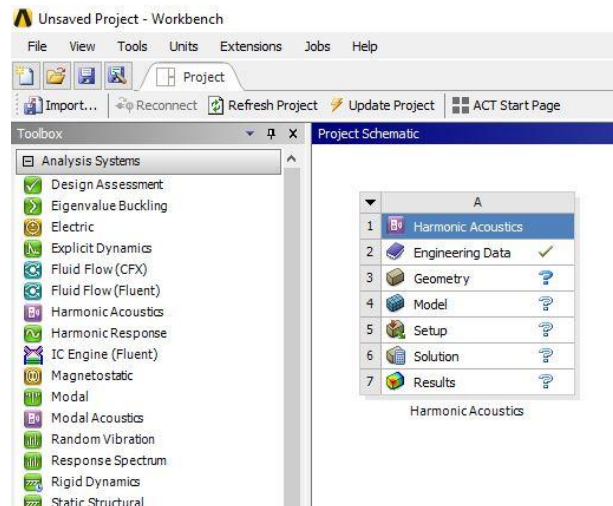 Unsaved Project - Workbench
File View Tools Units Extensions Jobs Help
Project
Import... Reconnect Refresh Project Update Project ACT Start Page
Toolbox
Project Schematic
Analysis Systems
Design Assessment
Eigenvalue Buckling
Electric
Explicit Dynamics
Fluid Flow (CFX)
Fluid Flow (Fluent)
Harmonic Acoustics
Harmonic Response
IC Engine (Fluent)
Magnetostatic
Modal
Modal Acoustics
Random Vibration
Response Spectrum
Rigid Dynamics
Static Structural
A
1 Harmonic Acoustics
2 Engineering Data
3 Geometry ?
4 Model ?
5 Setup ?
6 Solution ?
7 Results ?
Harmonic Acoustics